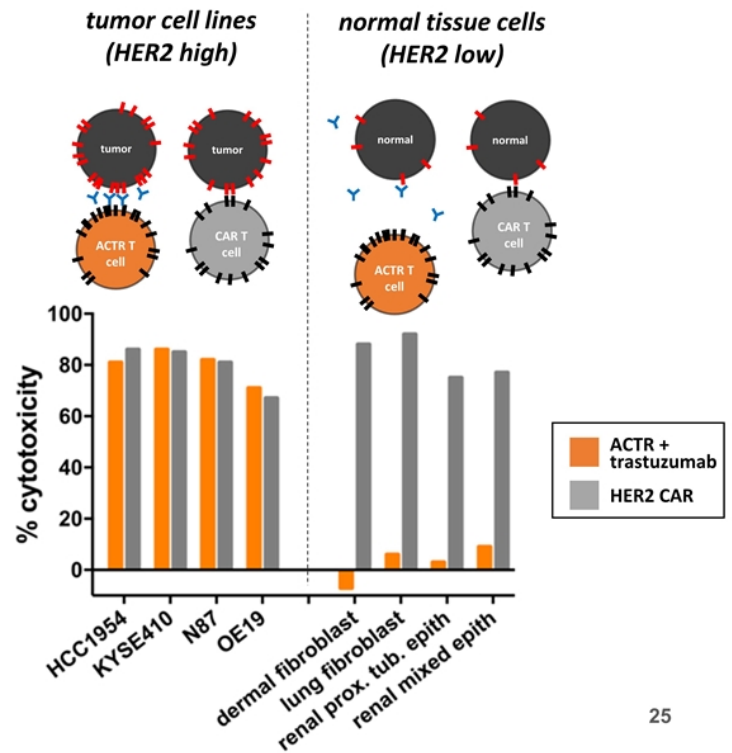 tumor cell lines
(HER2 high)
normal tissue cells
(HER2 low)
tumor
tumor
normal
normal
ACTR T
cell
CAR T
cell
ACTR T
cell
CAR T
cell
% cytotoxicity
100
80
60
40
20
0
HCC1954
KYSE410
N87
OE19
dermal fibroblast
lung fibroblast
renal prox. tub. epith
renal mixed epith
ACTR +
trastuzumab
HER2 CAR
25